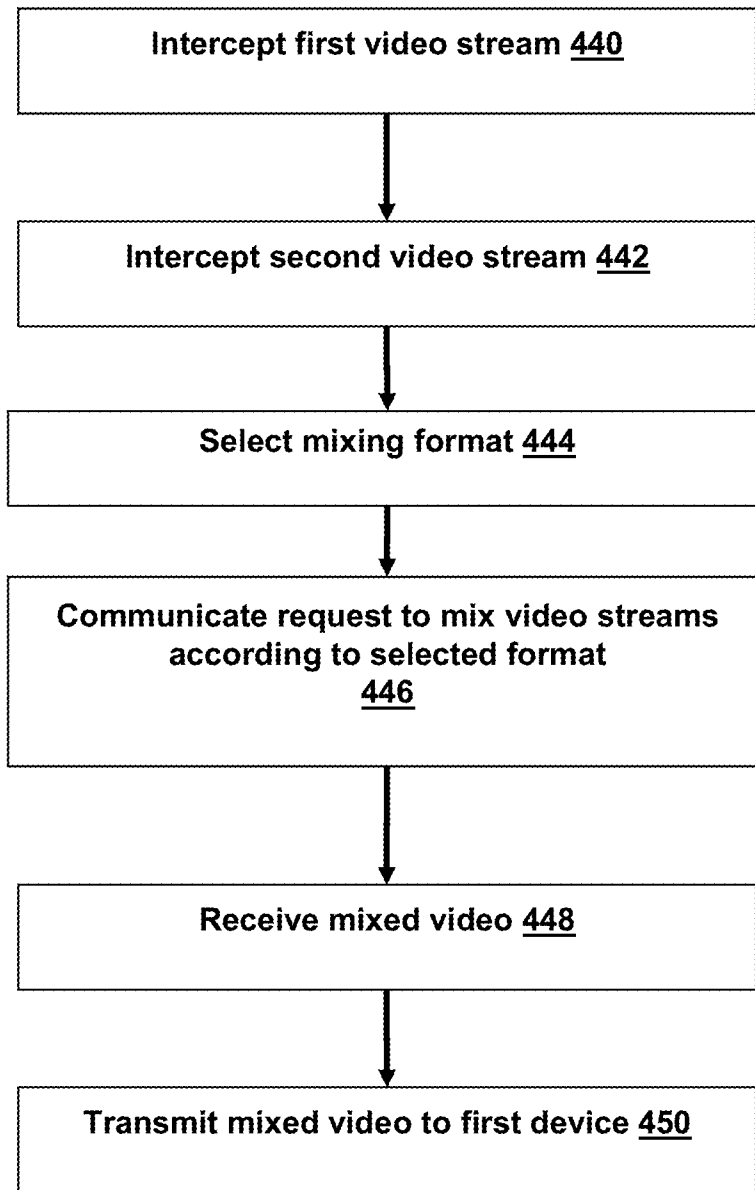 Intercept first video stream 440
Intercept second video stream 442
Select mixing format 444
Communicate request to mix video streams
according to selected format
446
Receive mixed video 448
Transmit mixed video to first device 450